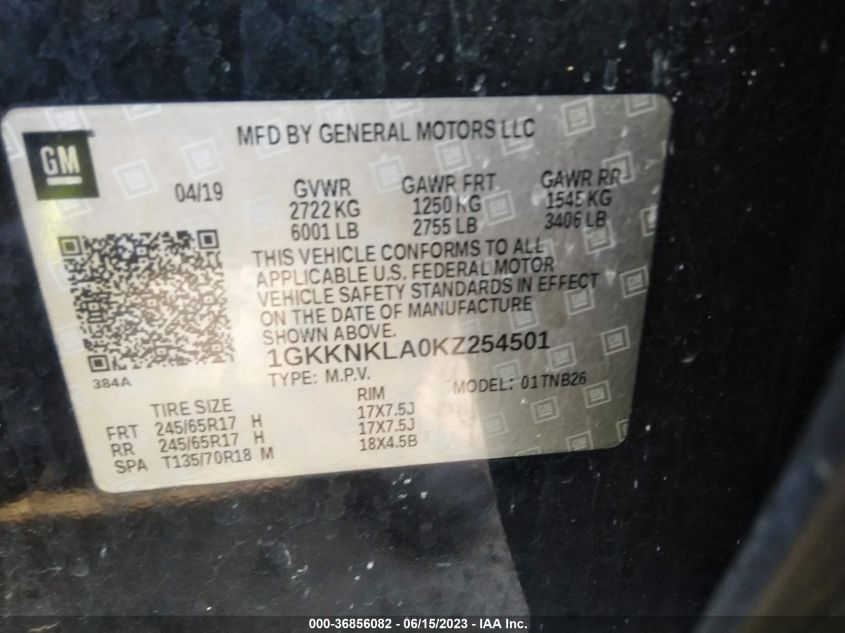 MFD BY GENERAL MOTORS LLC
GM
04/19 GVWR GAWR FRT GAWR RR
2722 KG 1250 KG 1545 KG
6001 LB 2755 LB 3406 LB
THIS VEHICLE CONFORMS TO ALL
APPLICABLE U.S. FEDERAL MOTOR
VEHICLE SAFETY STANDARDS IN EFFECT
ON THE DATE OF MANUFACTURE
SHOWN ABOVE.
1GKKNKLA0KZ254501
384A TYPE: M.P.V. MODEL: 01TNB26
TIRE SIZE RIM
FRT 245/65R17 H 17X7.5J
RR 245/65R17 H 17X7.5J
SPA T135/70R18 M 18X4.5B
000-36856082 - 06/15/2023 - IAA Inc.